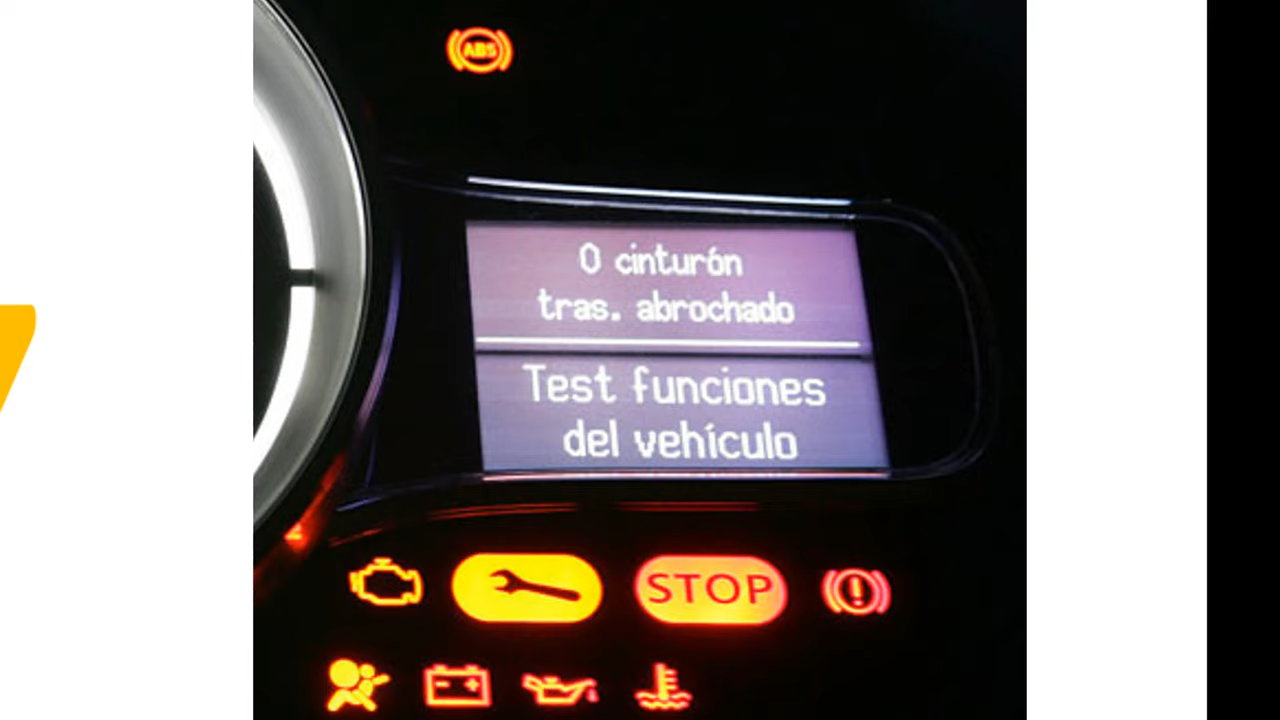 ABS
0 cinturón
tras. abrochado
Test funciones
del vehículo
STOP